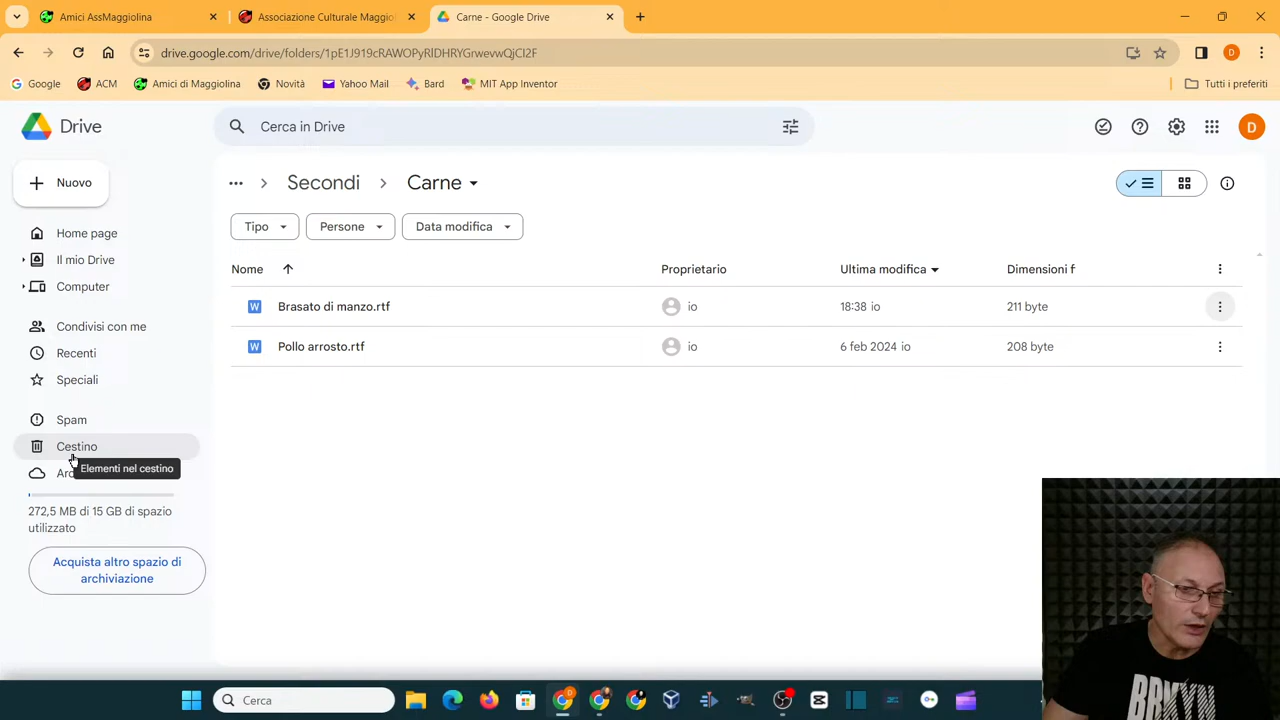 Amici AssMaggiolina
Associazione Culturale Maggiol
Carne - Google Drive
drive.google.com/drive/folders/1pE1J919cRAWOPyRlDHRYGrwevwQjCI2F
Google
ACM
Amici di Maggiolina
Novità
Yahoo Mail
Bard
MIT App Inventor
Tutti i preferiti
Drive
Cerca in Drive
D
Nuovo
Secondi
Carne
Tipo
Persone
Data modifica
Home page
Il mio Drive
Computer
Condivisi con me
Recenti
Speciali
Spam
Cestino
Elementi nel cestino
272,5 MB di 15 GB di spazio
utilizzato
Acquista altro spazio di
archiviazione
Nome
Proprietario
Ultima modifica
Dimensioni f
Brasato di manzo.rtf
io
18:38 io
211 byte
Pollo arrosto.rtf
io
6 feb 2024 io
208 byte
Cerca